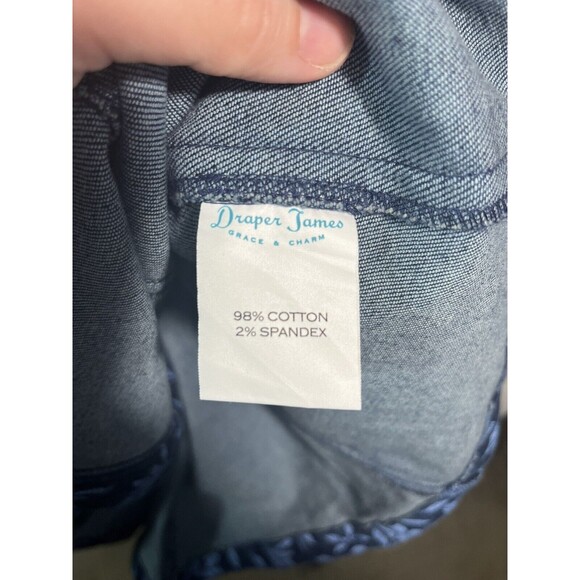 Draper James
GRACE & CHARM
98% COTTON
2% SPANDEX